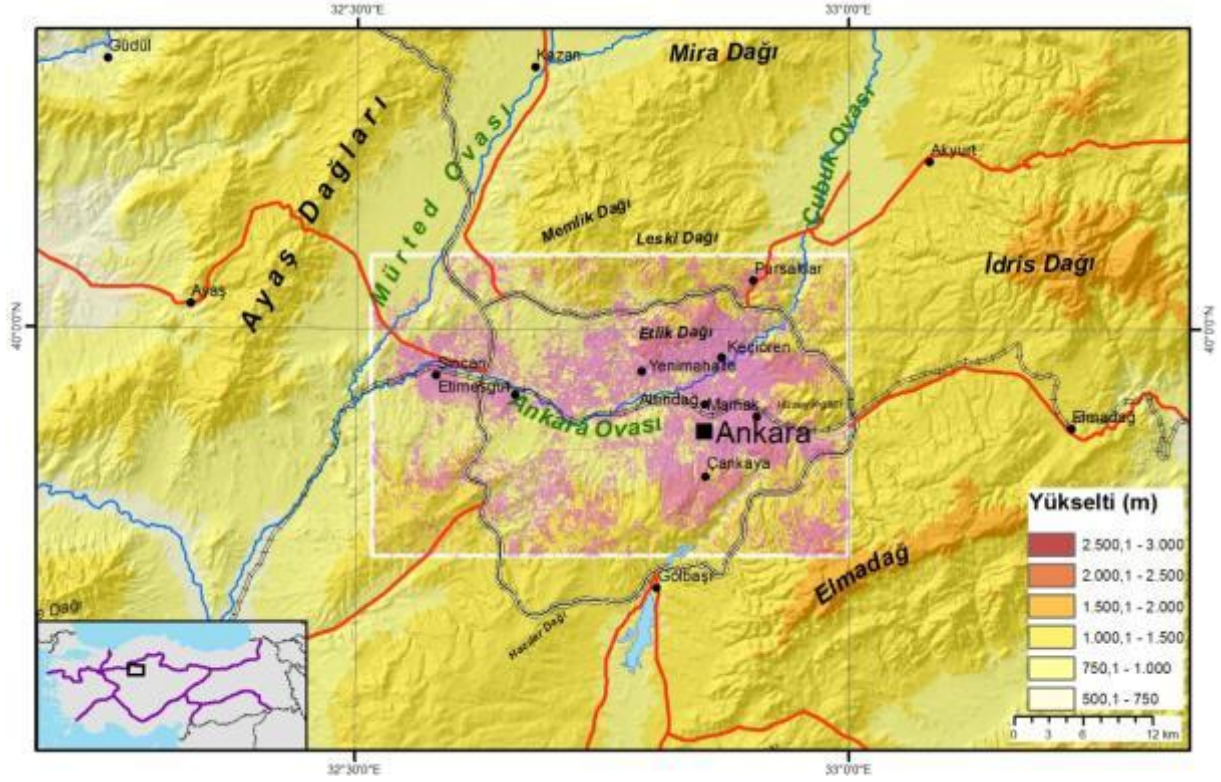 32°30'0"E
33°00'0"E
Güdül
Kazan
Mira Dağı
Ayaş Dağları
Mürted Ovası
Çubuk Ovası
Akyurt
Memlik Dağı
Leski Dağı
İdris Dağı
Pursaklar
Ayaş
40°0'0"N
40°0'0"N
Etlik Dağı
Keçiören
Sincan
Yenimahalle
Etimesgut
Altındağ
Mamak
Ankara Ovası
Ankara
Elmadağ
Çankaya
Yükselti (m)
2.500,1 - 3.000
2.000,1 - 2.500
1.500,1 - 2.000
1.000,1 - 1.500
750,1 - 1.000
500,1 - 750
0 3 6 12 km
Elmadağ
Gölbaşı
Dağı
32°30'0"E
33°00'0"E